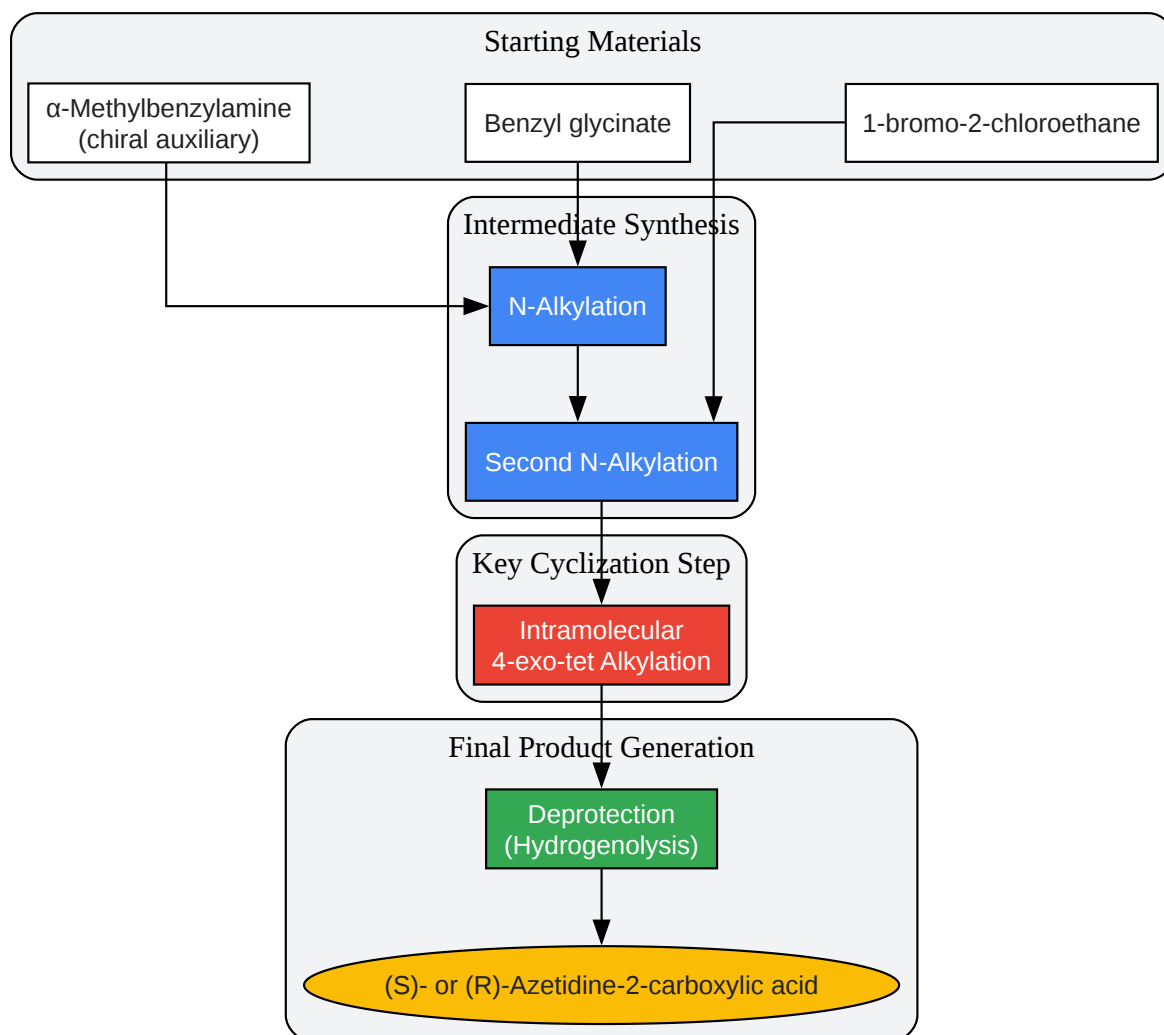 Starting Materials
α-Methylbenzylamine
(chiral auxiliary)
Benzyl glycinate
1-bromo-2-chloroethane
Intermediate Synthesis
N-Alkylation
Second N-Alkylation
Key Cyclization Step
Intramolecular
4-exo-tet Alkylation
Final Product Generation
Deprotection
(Hydrogenolysis)
(S)- or (R)-Azetidine-2-carboxylic acid